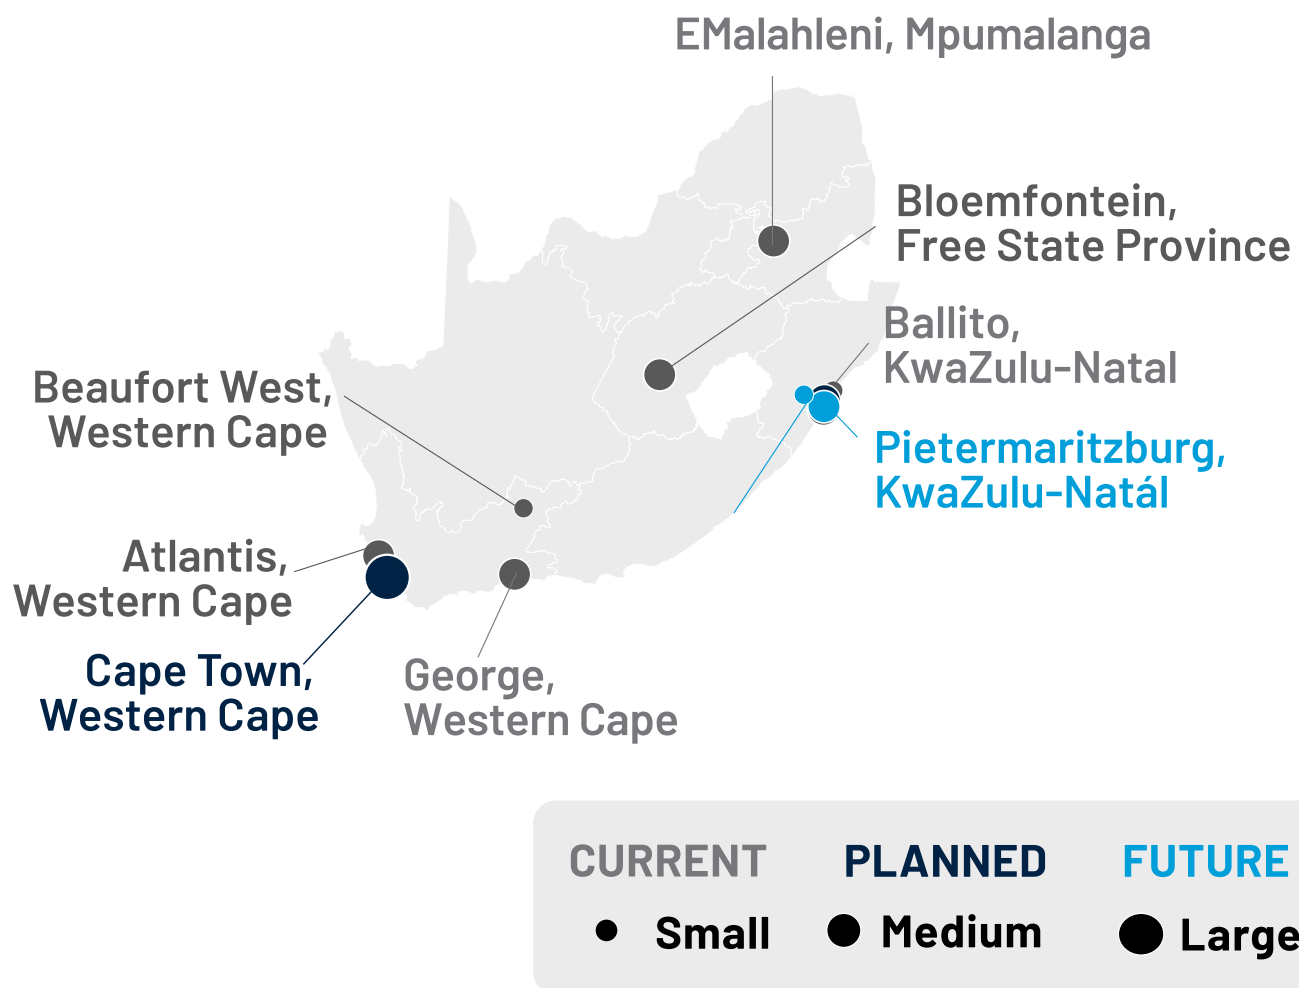 EMalahleni, Mpumalanga
Bloemfontein,
Free State Province
Ballito,
KwaZulu-Natal
Beaufort West,
Western Cape
Pietermaritzburg,
KwaZulu-Natál
Atlantis,
Western Cape
Cape Town,
Western Cape
George,
Western Cape
CURRENT PLANNED FUTURE
Small Medium Large